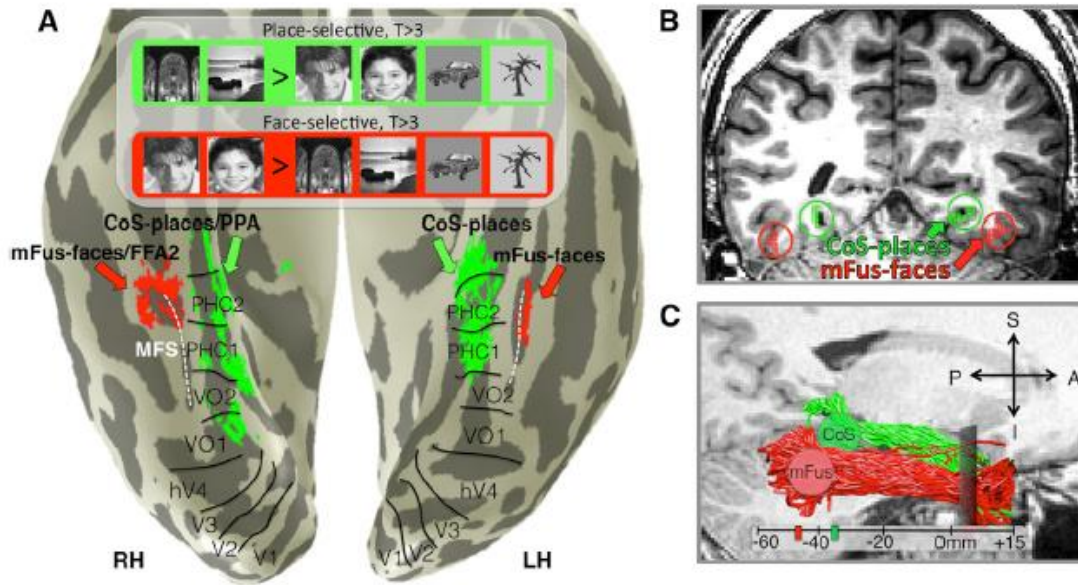 A
Place-selective, T>3
>
Face-selective, T>3
>
CoS-places/PPA
CoS-places
mFus-faces/FFA2
mFus-faces
PHC2
PHC2
MFS
PHC1
PHC1
VO2
VO2
VO1
VO1
hV4
hV4
V3
V3
V2
V1
V1
V2
RH
LH
B
CoS-places
mFus-faces
C
S
P
A
I
CoS
mFus
-60
-40
-20
0mm
+15